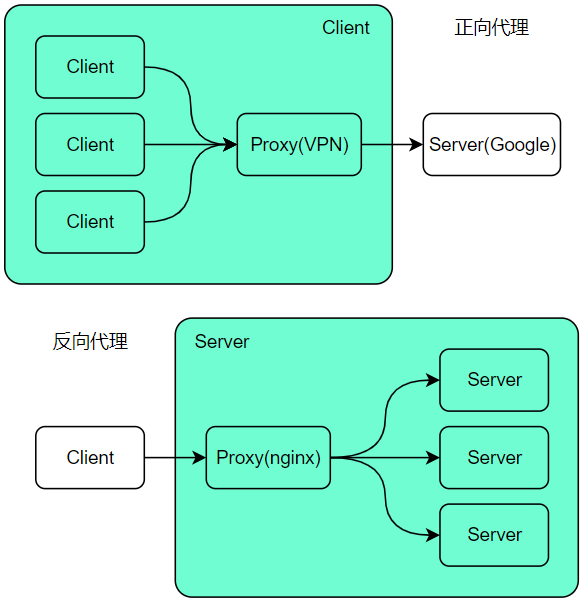 Client
正向代理
Client
Client
Proxy(VPN)
Server(Google)
Client
反向代理
Server
Server
Client
Proxy(nginx)
Server
Server